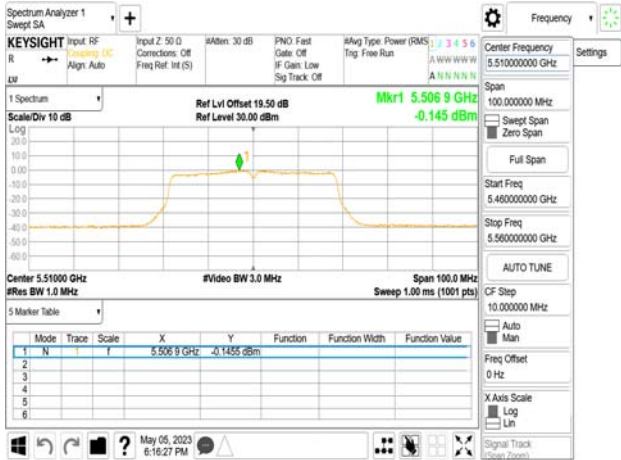 Spectrum Analyzer 1
Swept SA
+
Frequency
KEYSIGHT
R
Input: RF
Coupling: DC
Align: Auto
Input Z: 50 Ω
Corrections: Off
Freq Ref: Int (S)
#Atten: 30 dB
PNO: Fast
Gate: Off
IF Gain: Low
Sig Track: Off
#Avg Type: Power (RMS
Trig: Free Run
1 2 3 4 5 6
A W W W W W
A N N N N N
Center Frequency
5.510000000 GHz
Settings
Span
100.000000 MHz
Swept Span
Zero Span
Full Span
Start Freq
5.460000000 GHz
Stop Freq
5.560000000 GHz
AUTO TUNE
CF Step
10.000000 MHz
Auto
Man
Freq Offset
0 Hz
X Axis Scale
Log
Lin
Signal Track
(Span Zoom)
1 Spectrum
Scale/Div 10 dB
Ref Lvl Offset 19.50 dB
Ref Level 30.00 dBm
Mkr1 5.506 9 GHz
-0.145 dBm
Log
20.0
10.0
0.00
-10.0
-20.0
-30.0
-40.0
-50.0
-60.0
1
Center 5.51000 GHz
#Res BW 1.0 MHz
#Video BW 3.0 MHz
Span 100.0 MHz
Sweep 1.00 ms (1001 pts)
5 Marker Table
Mode Trace Scale X Y Function Function Width Function Value
1 N 1 f 5.506 9 GHz -0.1455 dBm
2
3
4
5
6
?
May 05, 2023
6:16:27 PM